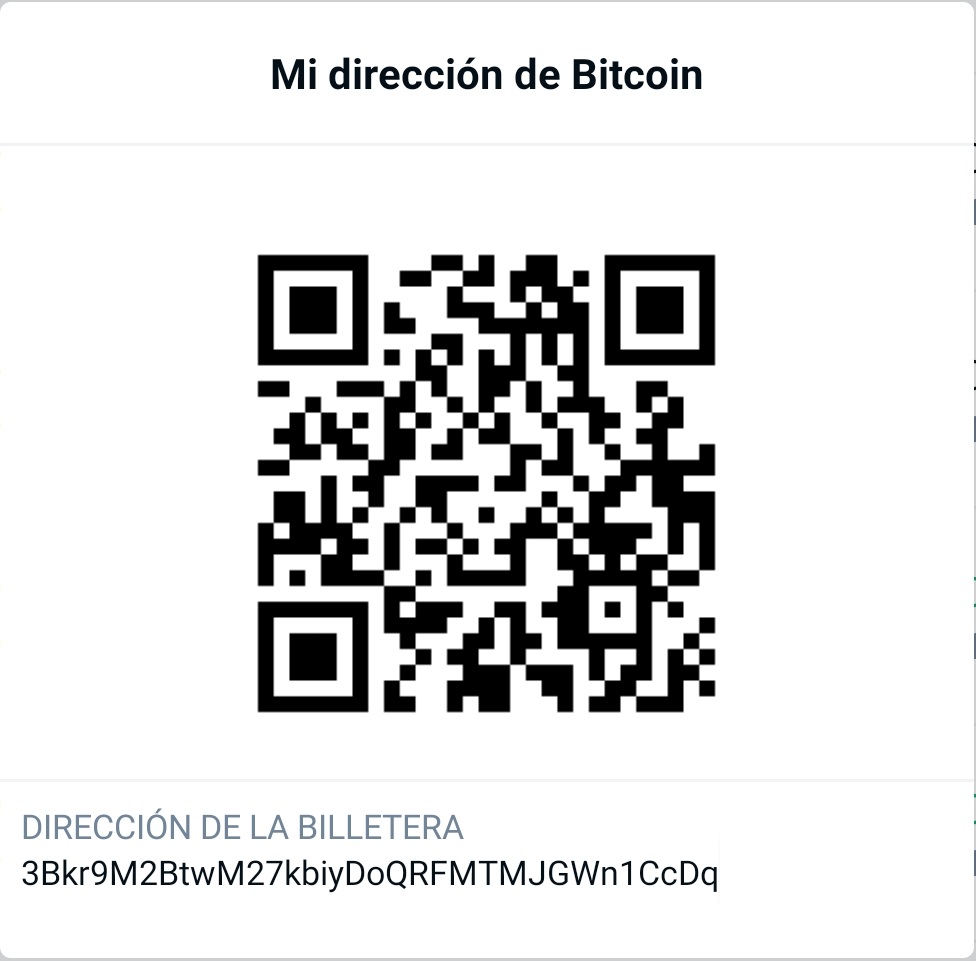 Mi dirección de Bitcoin
DIRECCIÓN DE LA BILLETERA
3Bkr9M2BtwM27kbiyDoQRFMTMJGWn1CcDq